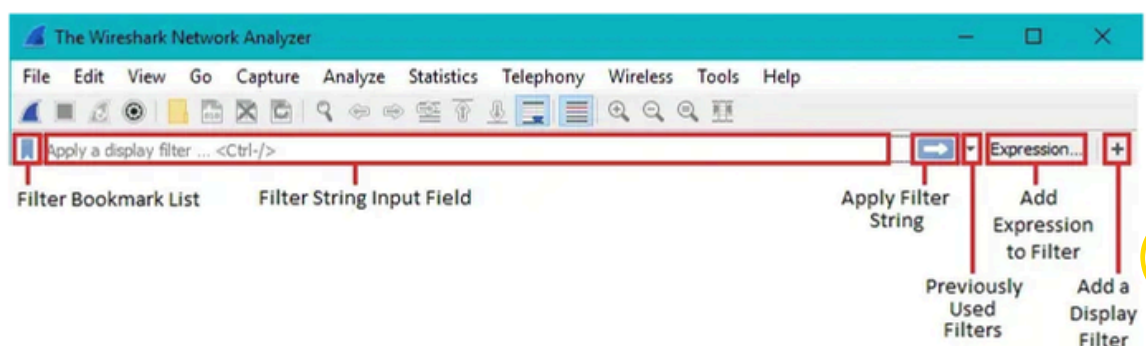 The Wireshark Network Analyzer
File Edit View Go Capture Analyze Statistics Telephony Wireless Tools Help
Apply a display filter ... <Ctrl-/>
Expression...
+
Filter Bookmark List
Filter String Input Field
Apply Filter
String
Add
Expression
to Filter
Previously
Used
Filters
Add a
Display
Filter